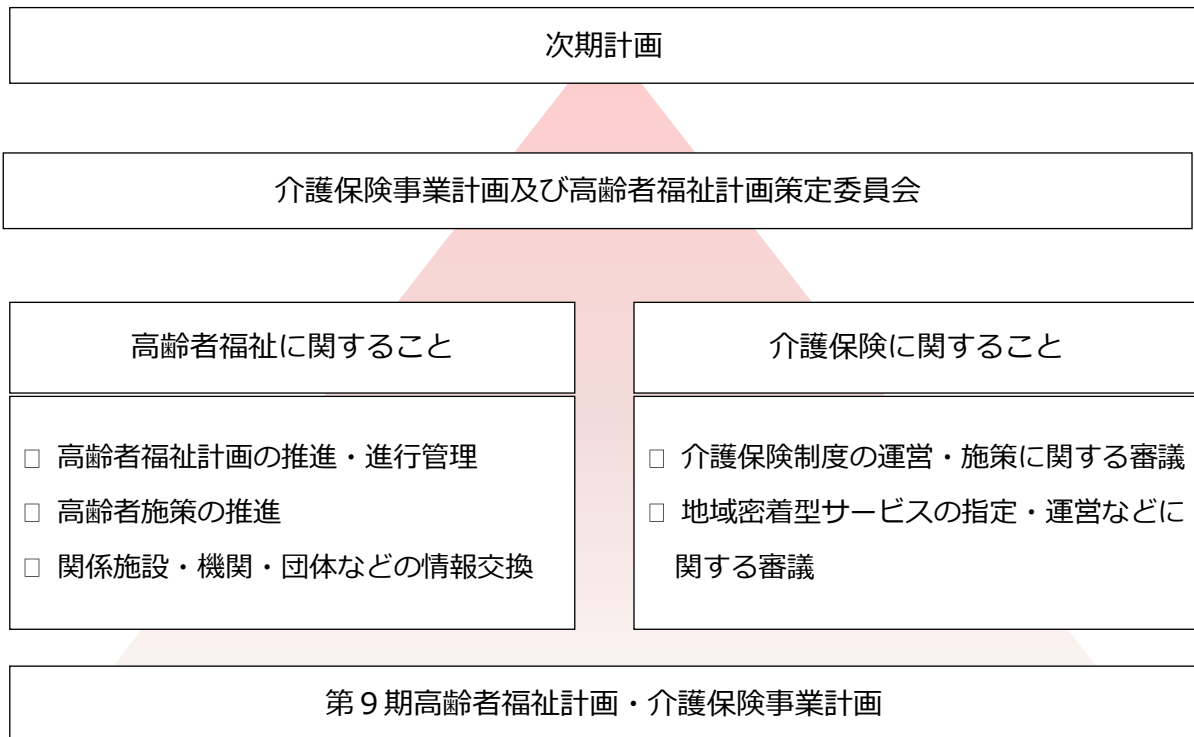 次期計画
介護保険事業計画及び高齢者福祉計画策定委員会
高齢者福祉に関すること
□ 高齢者福祉計画の推進・進行管理
□ 高齢者施策の推進
□ 関係施設・機関・団体などの情報交換
介護保険に関すること
□ 介護保険制度の運営・施策に関する審議
□ 地域密着型サービスの指定・運営などに
関する審議
第９期高齢者福祉計画・介護保険事業計画